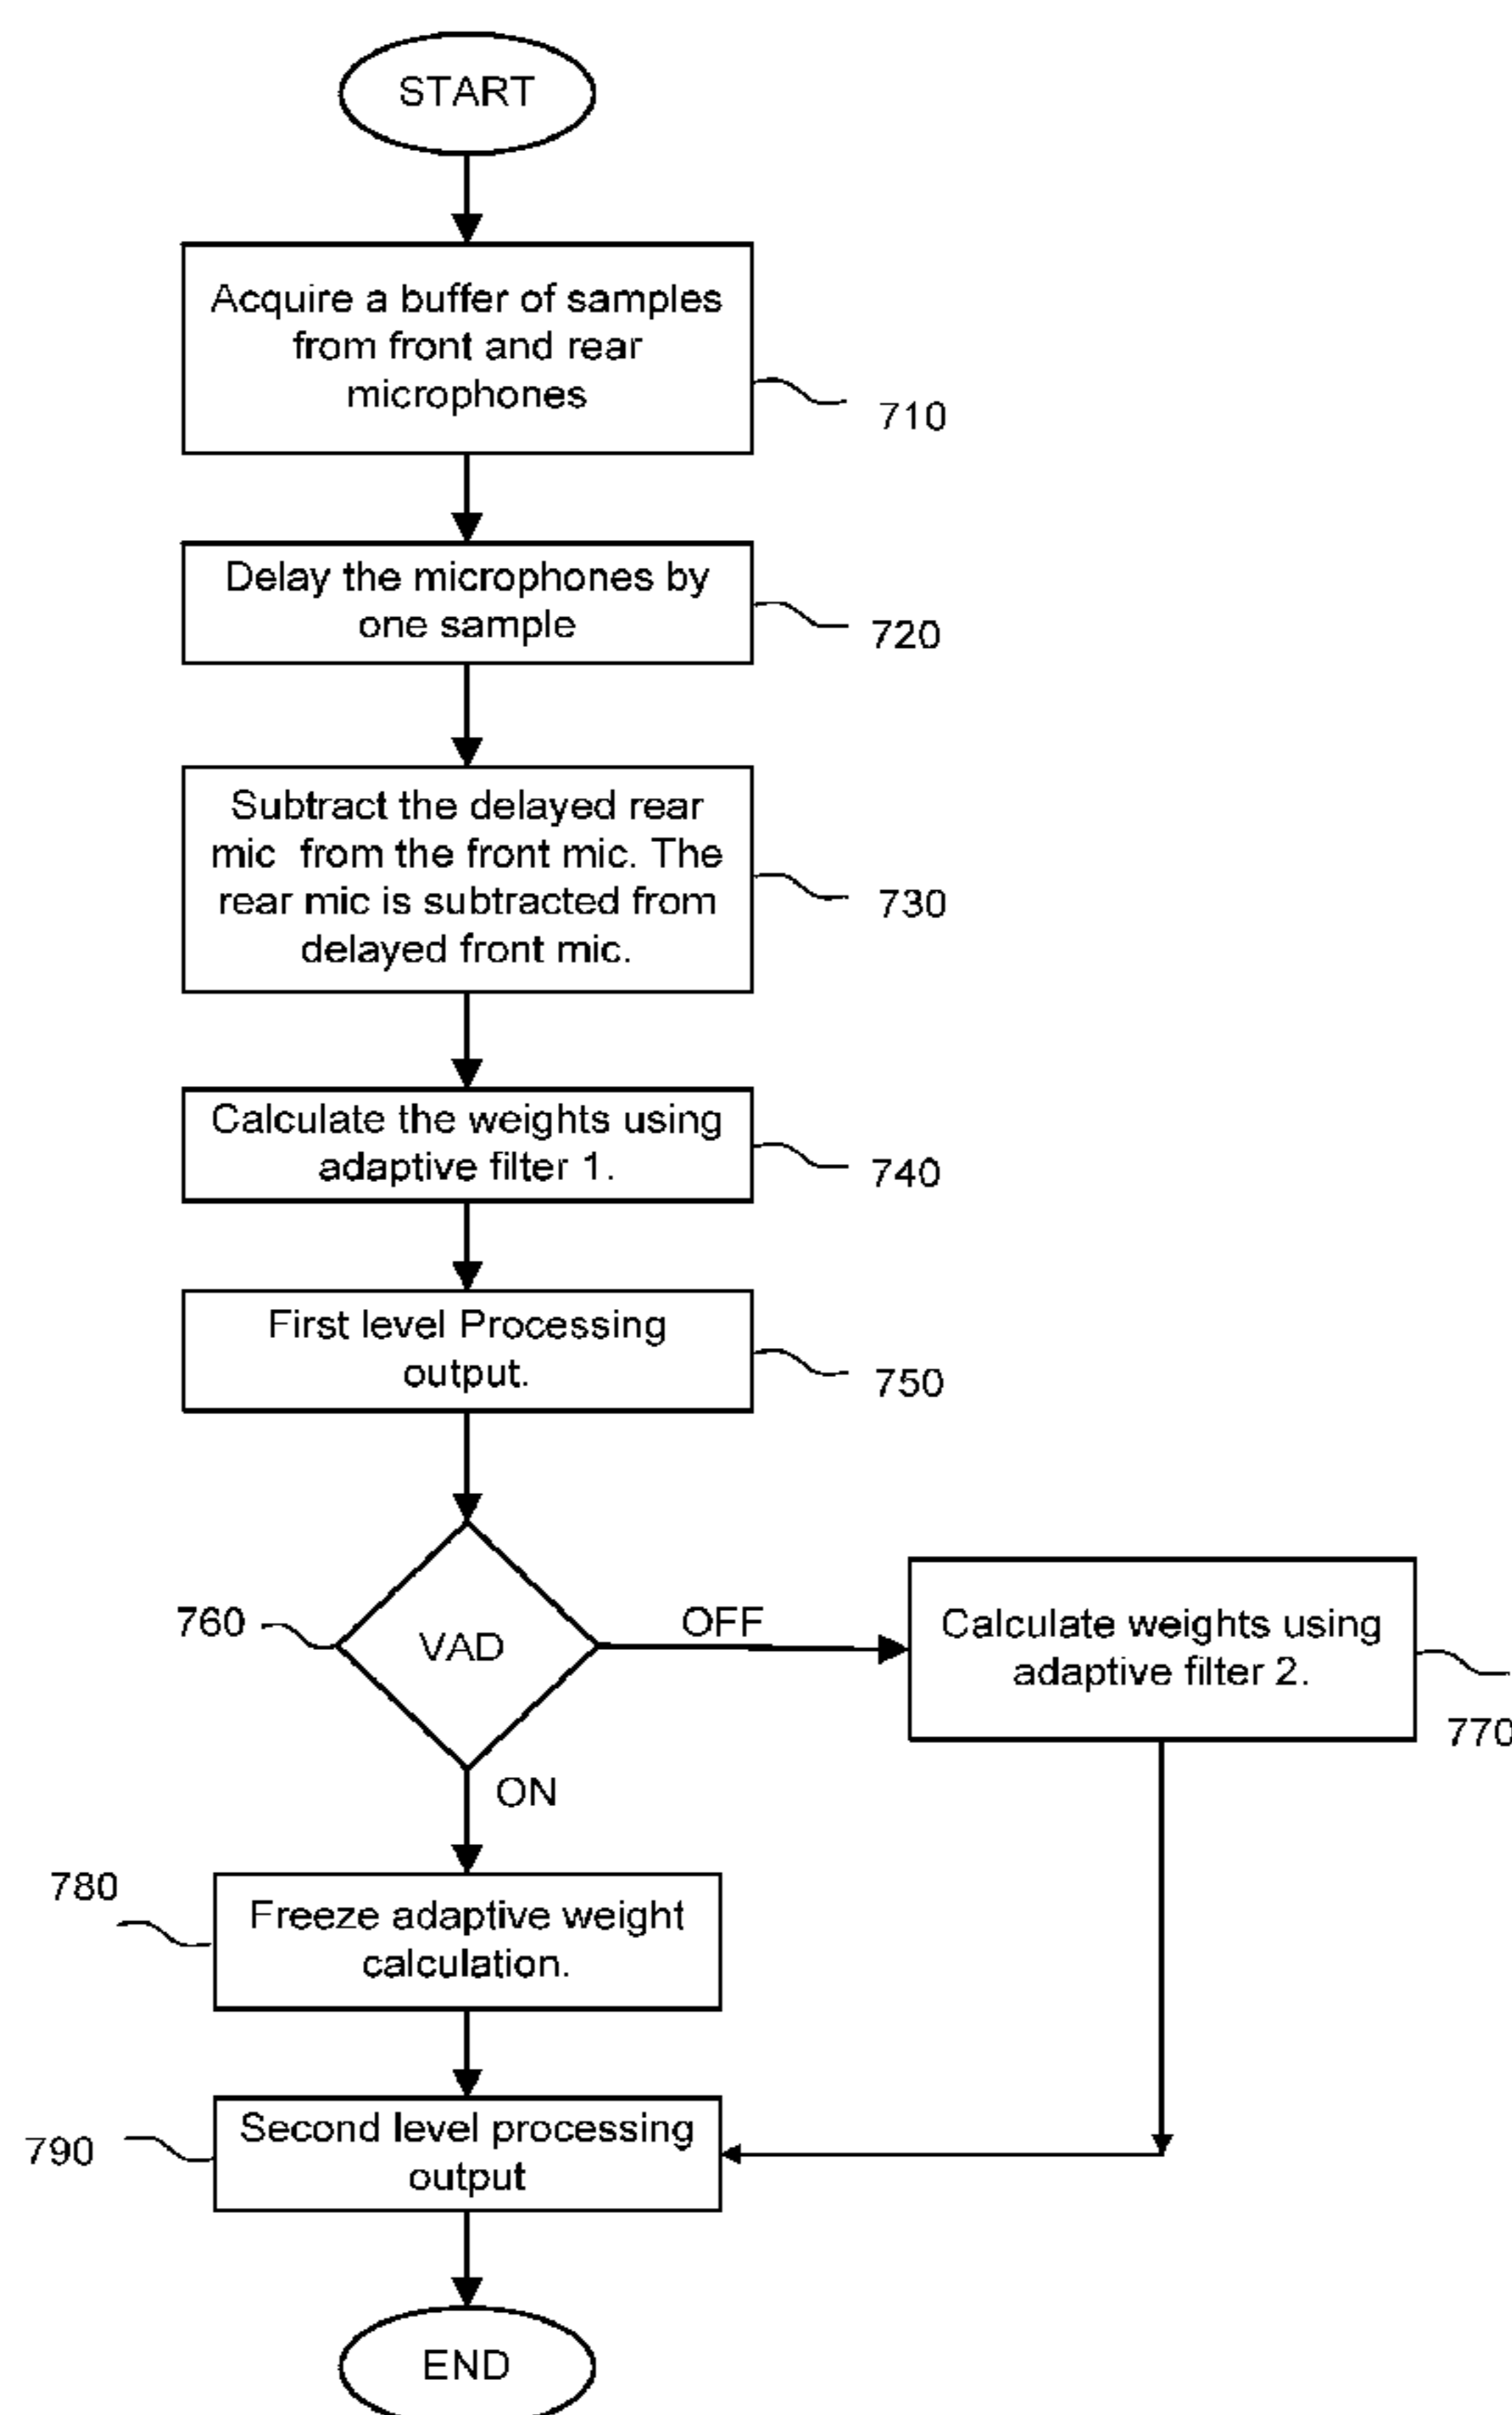 START
Acquire a buffer of samples
from front and rear
microphones
710
Delay the microphones by
one sample
720
Subtract the delayed rear
mic from the front mic. The
rear mic is subtracted from
delayed front mic.
730
Calculate the weights using
adaptive filter 1.
740
First level Processing
output.
750
760
VAD
OFF
Calculate weights using
adaptive filter 2.
770
ON
780
Freeze adaptive weight
calculation.
790
Second level processing
output
END